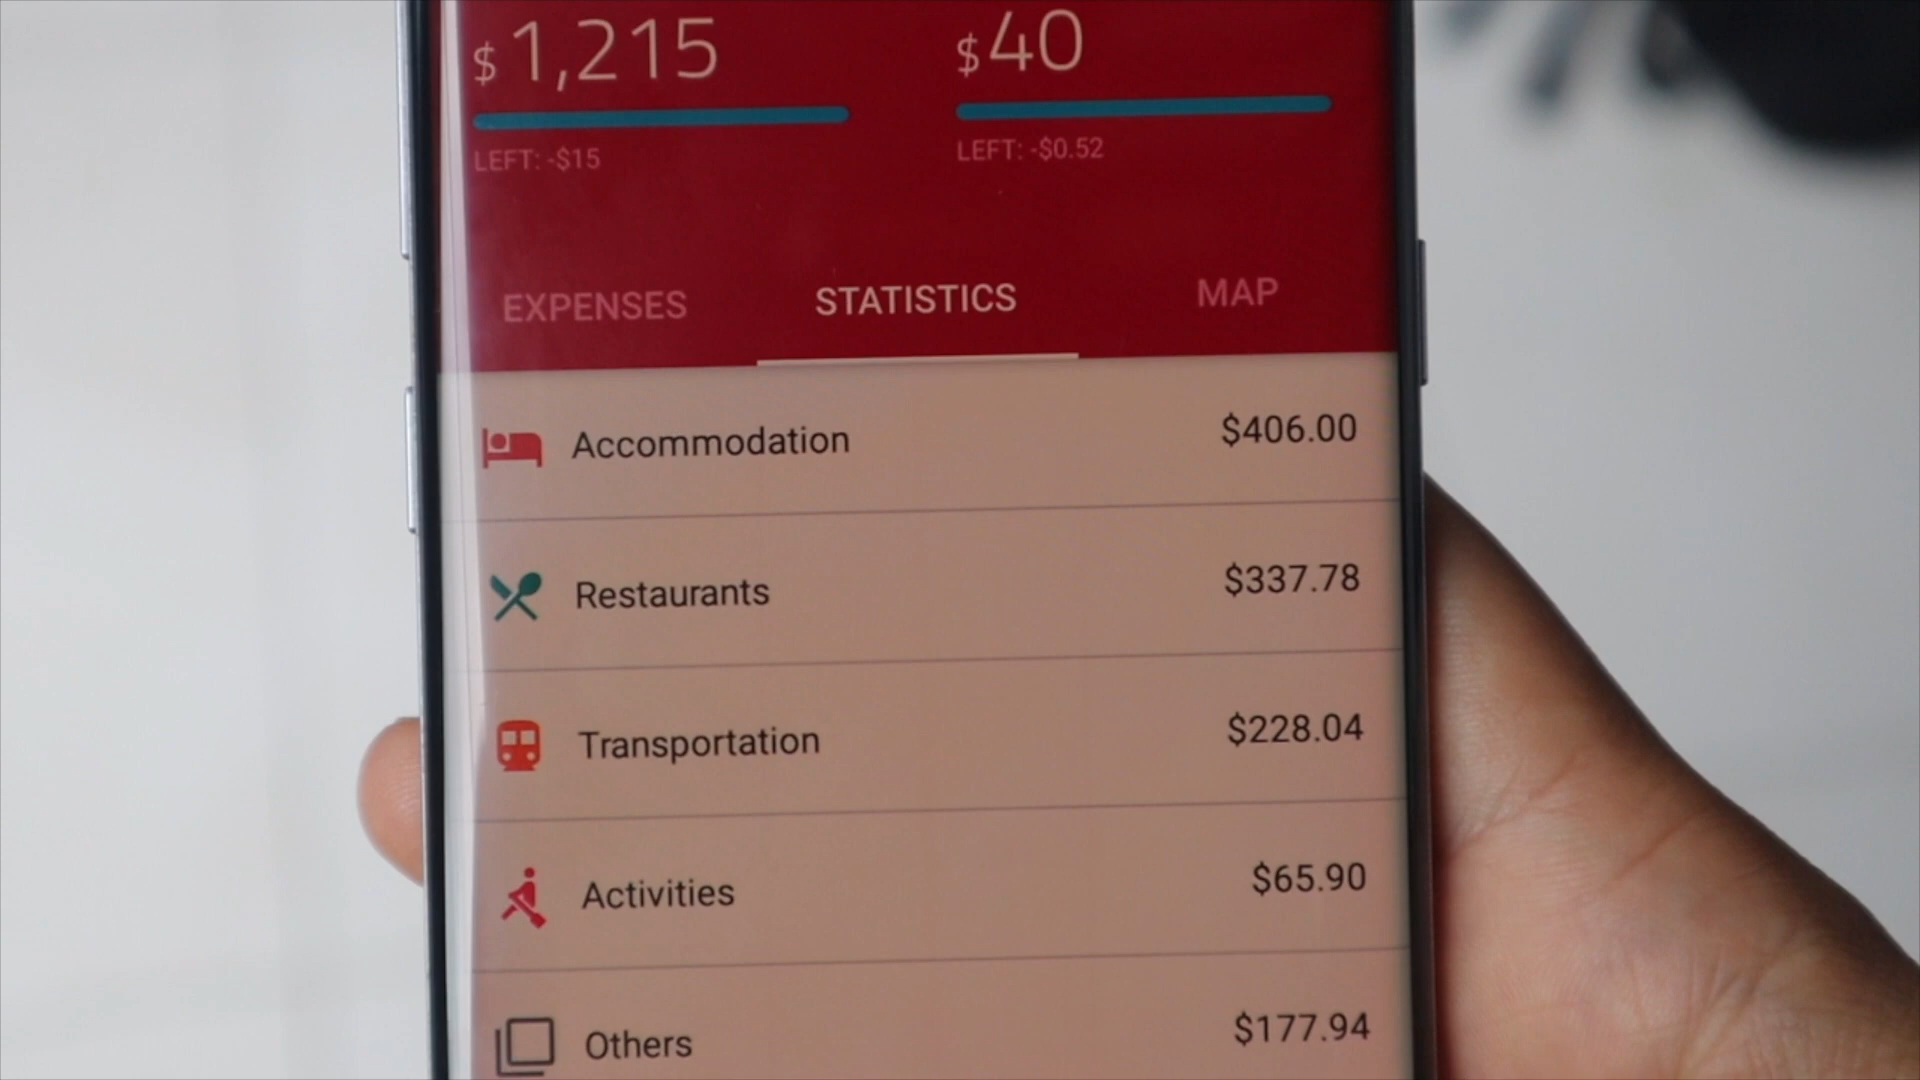 $1,215 $40
LEFT: -$15 LEFT: -$0.52
EXPENSES STATISTICS MAP
Accommodation $406.00
Restaurants $337.78
Transportation $228.04
Activities $65.90
Others $177.94